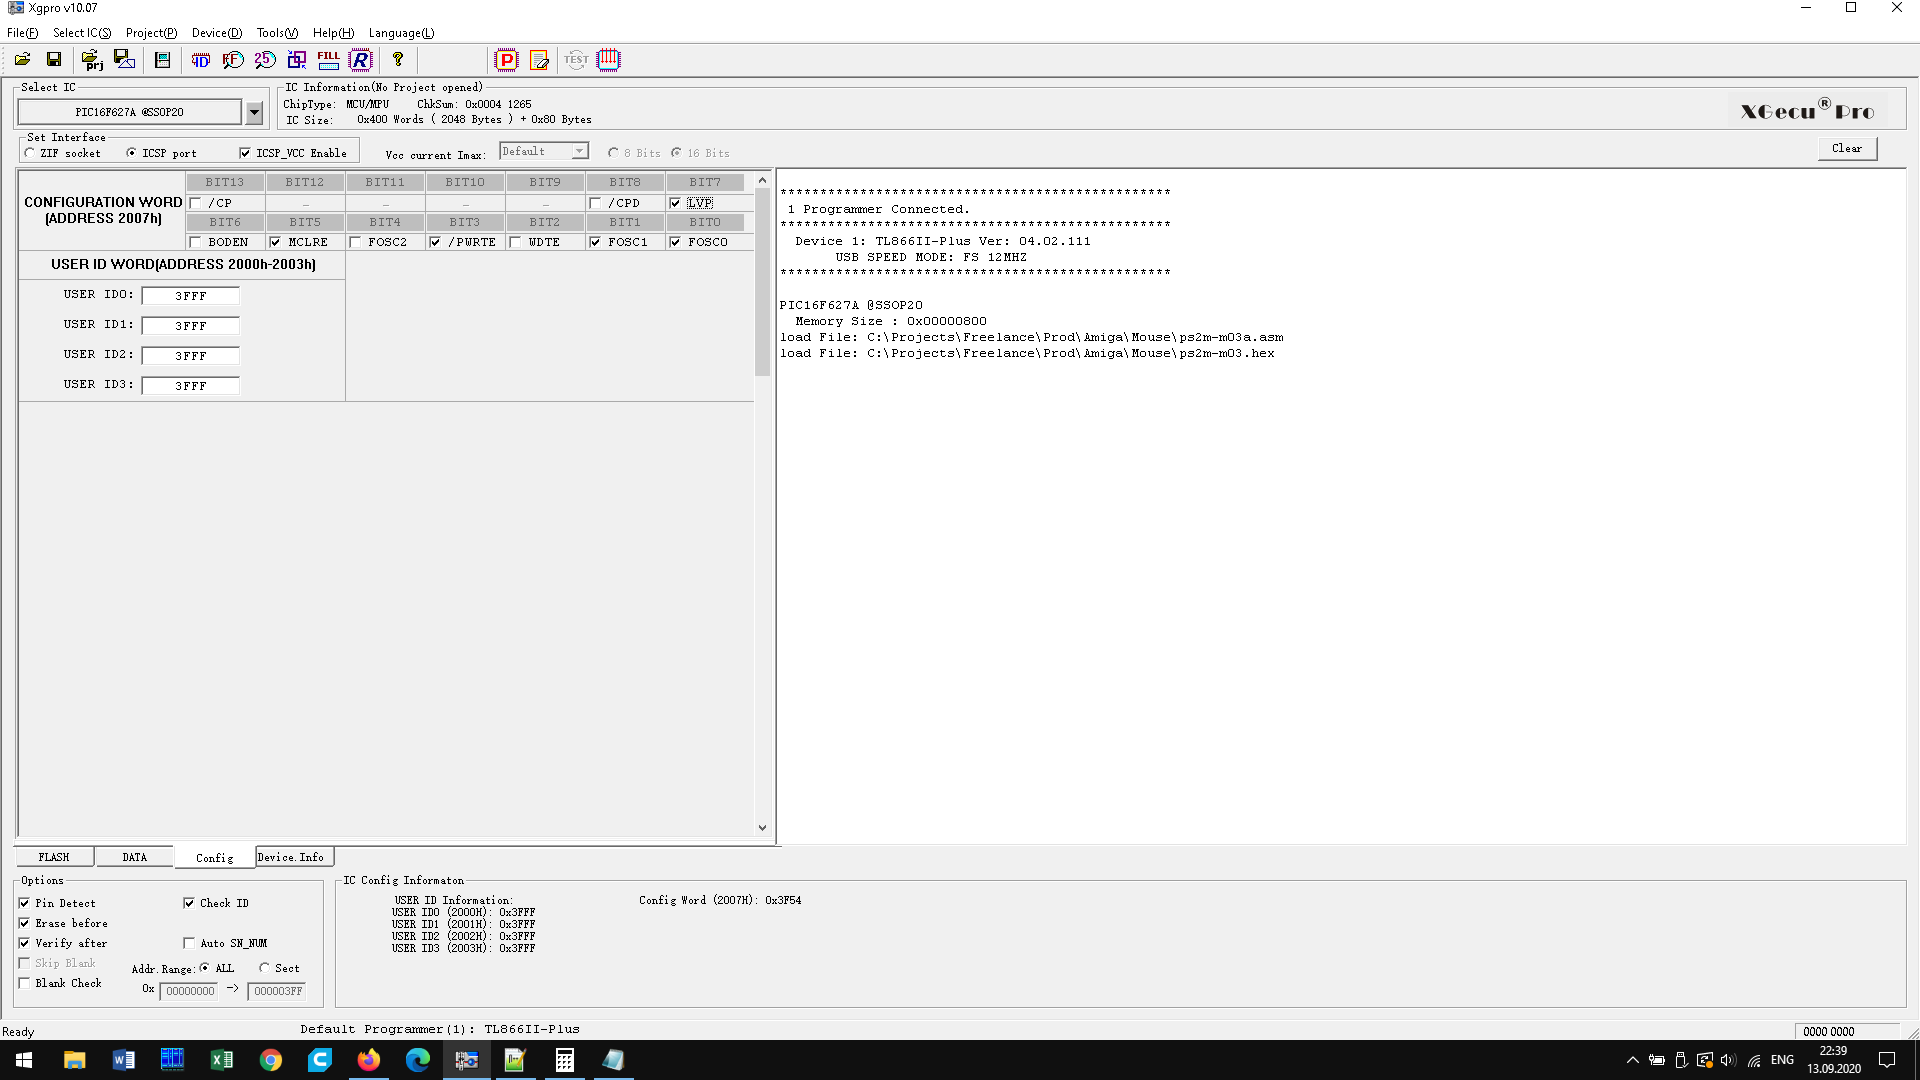 Xgpro v10.07
File(F) Select IC(S) Project(P) Device(D) Tools(V) Help(H) Language(L)
prj ID FF 25 FILL R ? P TEST
Select IC
PIC16F627A @SSOP20
IC Information(No Project opened)
ChipType: MCU/MPU ChkSum: 0x0004 1265
IC Size: 0x400 Words ( 2048 Bytes ) + 0x80 Bytes
XGecu® Pro
Set Interface
ZIF socket ICSP port ICSP_VCC Enable Vcc current Imax: Default 8 Bits 16 Bits Clear
CONFIGURATION WORD
(ADDRESS 2007h)
BIT13 BIT12 BIT11 BIT10 BIT9 BIT8 BIT7
/CP – – – – /CPD LVP
BIT6 BIT5 BIT4 BIT3 BIT2 BIT1 BIT0
BODEN MCLRE FOSC2 /PWRTE WDTE FOSC1 FOSC0
USER ID WORD(ADDRESS 2000h-2003h)
USER ID0: 3FFF
USER ID1: 3FFF
USER ID2: 3FFF
USER ID3: 3FFF
*************************************************
1 Programmer Connected.
*************************************************
Device 1: TL866II-Plus Ver: 04.02.111
USB SPEED MODE: FS 12MHZ
*************************************************
PIC16F627A @SSOP20
Memory Size : 0x00000800
load File: C:\Projects\Freelance\Prod\Amiga\Mouse\ps2m-m03a.asm
load File: C:\Projects\Freelance\Prod\Amiga\Mouse\ps2m-m03.hex
FLASH DATA Config Device.Info
Options
Pin Detect Check ID
Erase before
Verify after Auto SN_NUM
Skip Blank Addr.Range: ALL Sect
Blank Check 0x 00000000 -> 000003FF
IC Config Informaton
USER ID Information: Config Word (2007H): 0x3F54
USER ID0 (2000H): 0x3FFF
USER ID1 (2001H): 0x3FFF
USER ID2 (2002H): 0x3FFF
USER ID3 (2003H): 0x3FFF
Ready Default Programmer(1): TL866II-Plus 0000 0000
ENG 22:39
13.09.2020